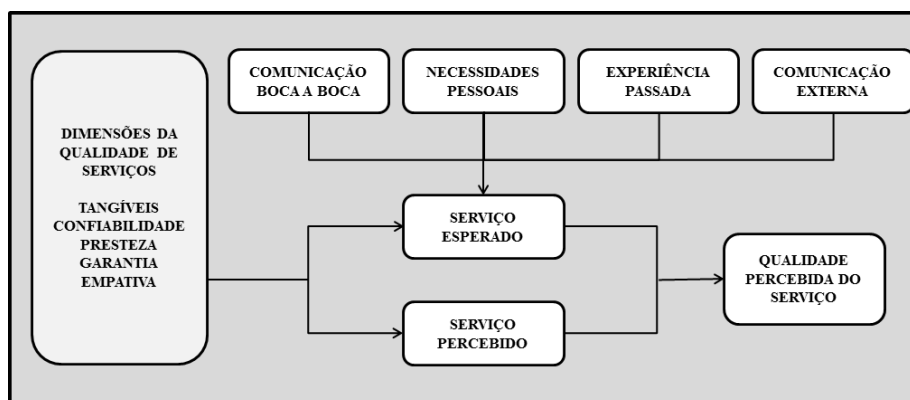 DIMENSÕES DA
QUALIDADE DE
SERVIÇOS
TANGÍVEIS
CONFIABILIDADE
PRESTEZA
GARANTIA
EMPATIVA
COMUNICAÇÃO
BOCA A BOCA
NECESSIDADES
PESSOAIS
EXPERIÊNCIA
PASSADA
COMUNICAÇÃO
EXTERNA
SERVIÇO
ESPERADO
SERVIÇO
PERCEBIDO
QUALIDADE
PERCEBIDA DO
SERVIÇO